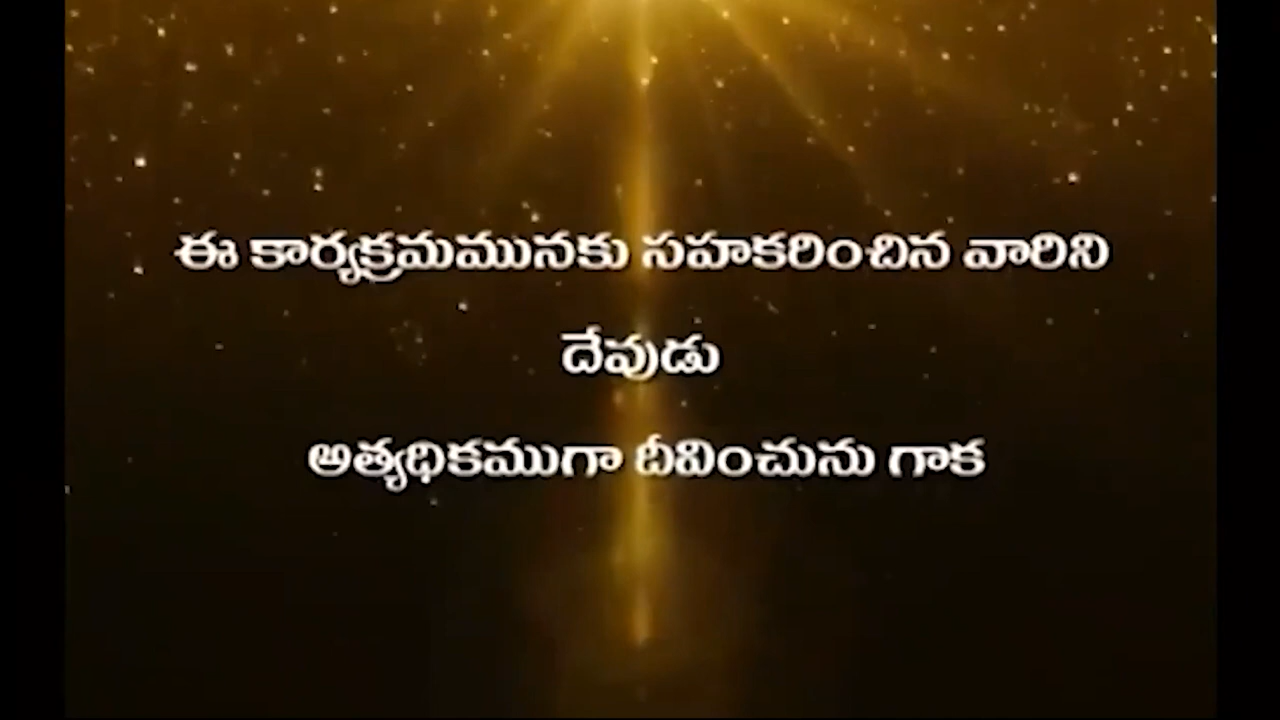 ఈ కార్యక్రమమునకు సహకరించిన వారిని
దేవుడు
అత్యధికముగా దీవించును గాక